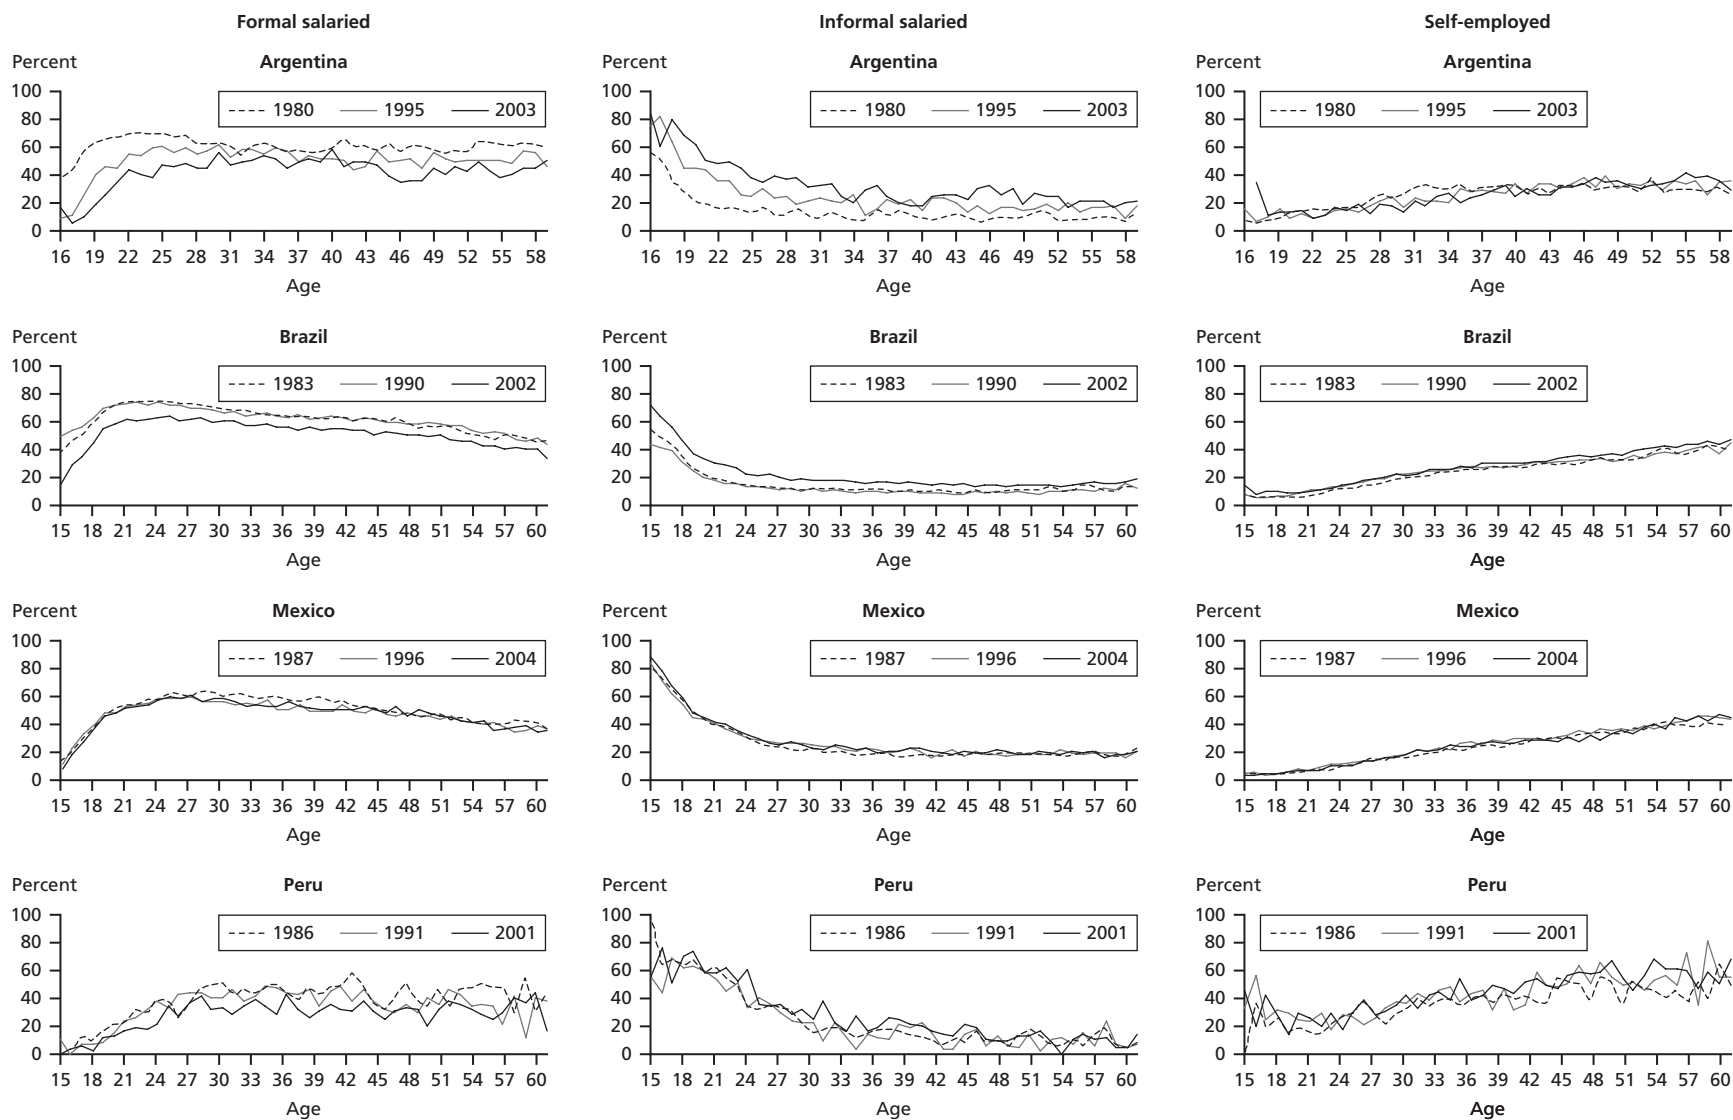 Formal salaried Informal salaried Self-employed
Percent Argentina Percent Argentina Percent Argentina
100 1980 1995 2003 100 1980 1995 2003 100 1980 1995 2003
80 80 80
60 60 60
40 40 40
20 20 20
0 0 0
16 19 22 25 28 31 34 37 40 43 46 49 52 55 58 16 19 22 25 28 31 34 37 40 43 46 49 52 55 58 16 19 22 25 28 31 34 37 40 43 46 49 52 55 58
Age Age Age
Percent Brazil Percent Brazil Percent Brazil
100 100 100
1983 1990 2002 1983 1990 2002 1983 1990 2002
80 80 80
60 60 60
40 40 40
20 20 20
0 0 0
15 18 21 24 27 30 33 36 39 42 45 48 51 54 57 60 15 18 21 24 27 30 33 36 39 42 45 48 51 54 57 60 15 18 21 24 27 30 33 36 39 42 45 48 51 54 57 60
Age Age Age
Percent Mexico Percent Mexico Percent Mexico
100 100 100
1987 1996 2004 1987 1996 2004 1987 1996 2004
80 80 80
60 60 60
40 40 40
20 20 20
0 0 0
15 18 21 24 27 30 33 36 39 42 45 48 51 54 57 60 15 18 21 24 27 30 33 36 39 42 45 48 51 54 57 60 15 18 21 24 27 30 33 36 39 42 45 48 51 54 57 60
Age Age Age
Percent Peru Percent Peru Percent Peru
100 100 100
1986 1991 2001 1986 1991 2001 1986 1991 2001
80 80 80
60 60 60
40 40 40
20 20 20
0 0 0
15 18 21 24 27 30 33 36 39 42 45 48 51 54 57 60 15 18 21 24 27 30 33 36 39 42 45 48 51 54 57 60 15 18 21 24 27 30 33 36 39 42 45 48 51 54 57 60
Age Age Age